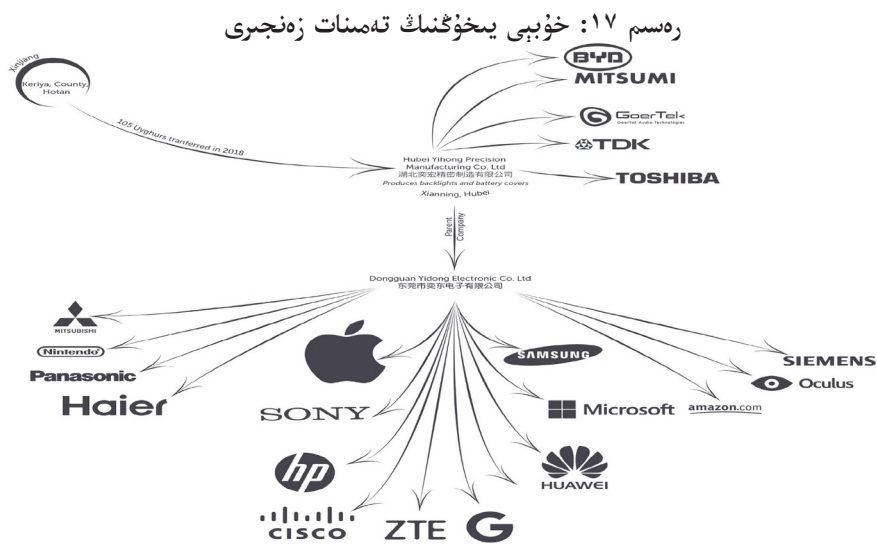 رەسىم ١٧: خۇبېي يىخۇڭنىڭ تەمىنات زەنجىرى
Xinjiang
Keriya, County,
Hotan
105 Uyghurs tranferred in 2018
BYD
MITSUMI
GoerTek
GoerTek Audio Technologies
TDK
TOSHIBA
Hubei Yihong Precision
Manufacturing Co. Ltd
湖北奕宏精密制造有限公司
Produces backlights and battery covers
Xianning, Hubei
Parent
Company
Dongguan Yidong Electronic Co. Ltd
东莞市奕东电子有限公司
MITSUBISHI
Nintendo
Panasonic
Haier
SONY
hp
CISCO
ZTE
G
HUAWEI
SAMSUNG
Microsoft
amazon.com
Oculus
SIEMENS